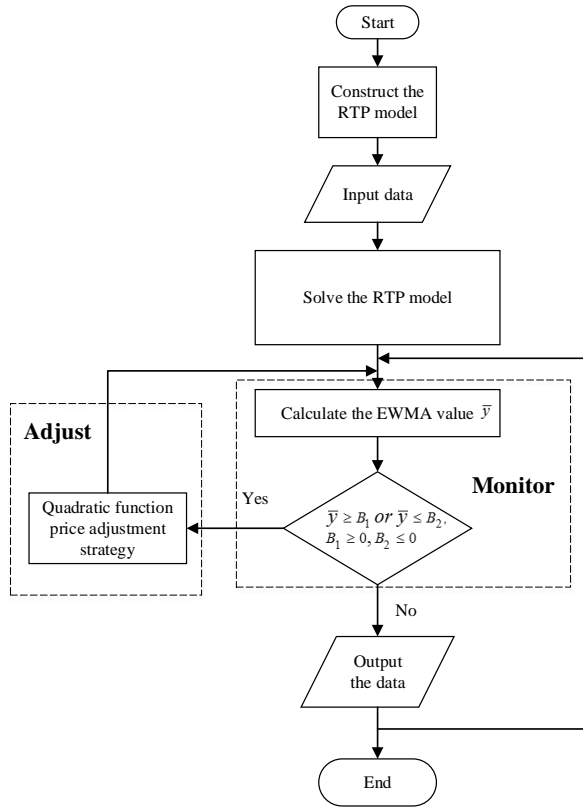 Start
Construct the
RTP model
Input data
Solve the RTP model
Calculate the EWMA value ȳ
Adjust
Monitor
Yes
Quadratic function
price adjustment
strategy
ȳ ≥ B₁ or ȳ ≤ B₂,
B₁ ≥ 0, B₂ ≤ 0
No
Output
the data
End